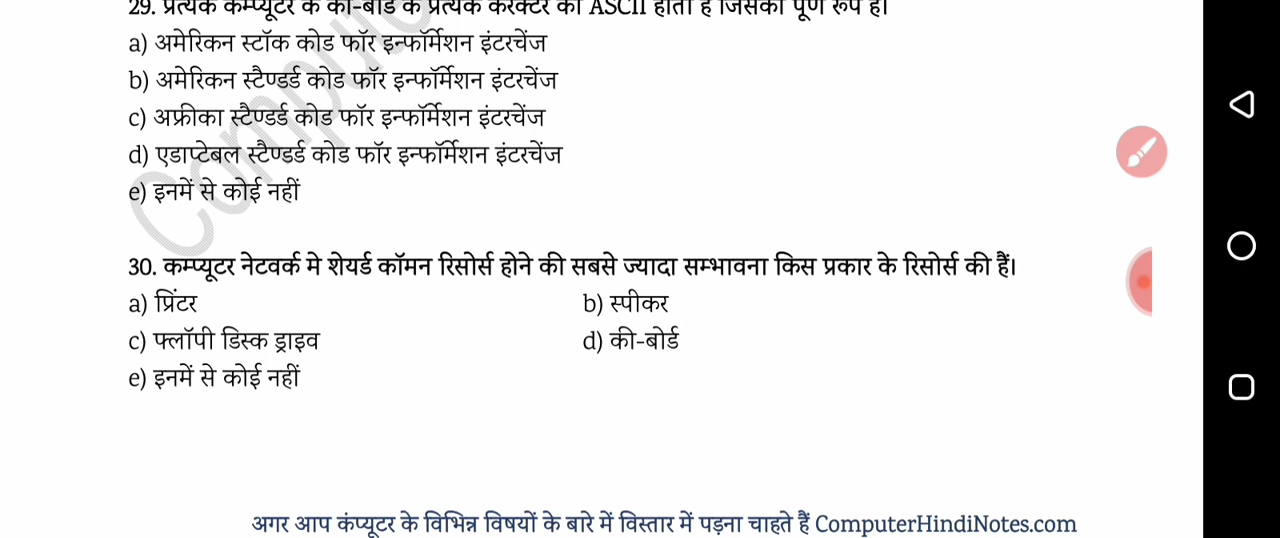 29. प्रत्येक कम्प्यूटर के की-बोर्ड के प्रत्येक करेक्टर का ASCII होता है जिसका पूर्ण रूप है।
a) अमेरिकन स्टॉक कोड फॉर इन्फॉर्मेशन इंटरचेंज
b) अमेरिकन स्टैण्डर्ड कोड फॉर इन्फॉर्मेशन इंटरचेंज
c) अफ्रीका स्टैण्डर्ड कोड फॉर इन्फॉर्मेशन इंटरचेंज
d) एडाप्टेबल स्टैण्डर्ड कोड फॉर इन्फॉर्मेशन इंटरचेंज
e) इनमें से कोई नहीं
30. कम्प्यूटर नेटवर्क मे शेयर्ड कॉमन रिसोर्स होने की सबसे ज्यादा सम्भावना किस प्रकार के रिसोर्स की हैं।
a) प्रिंटर b) स्पीकर
c) फ्लॉपी डिस्क ड्राइव d) की-बोर्ड
e) इनमें से कोई नहीं
अगर आप कंप्यूटर के विभिन्न विषयों के बारे में विस्तार में पड़ना चाहते हैं ComputerHindiNotes.com